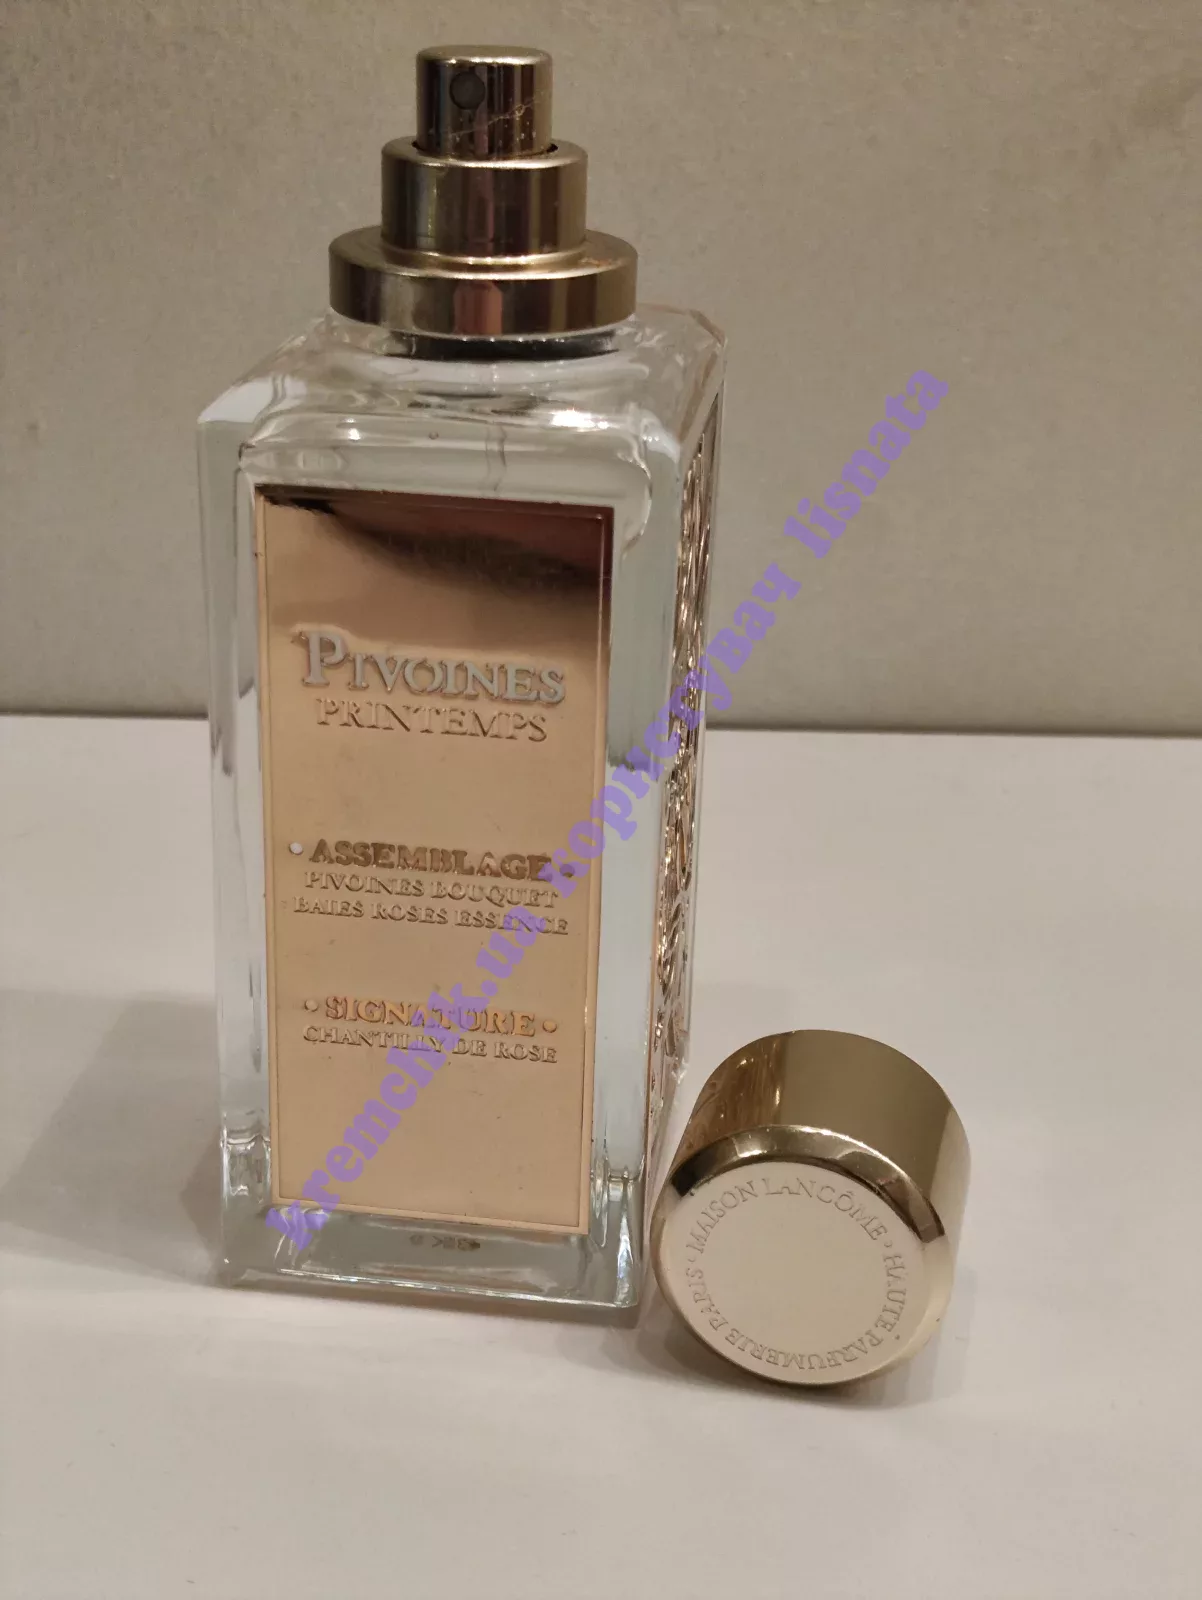 PIVOINES
PRINTEMPS
• ASSEMBLAGE •
PIVOINES BOUQUET
BAIES ROSES ESSENCE
• SIGNATURE •
CHANTILLY DE ROSE
MAISON LANCÔME • HAUTE PARFUMERIE PARIS •
kremchik.ua користувач lisnata